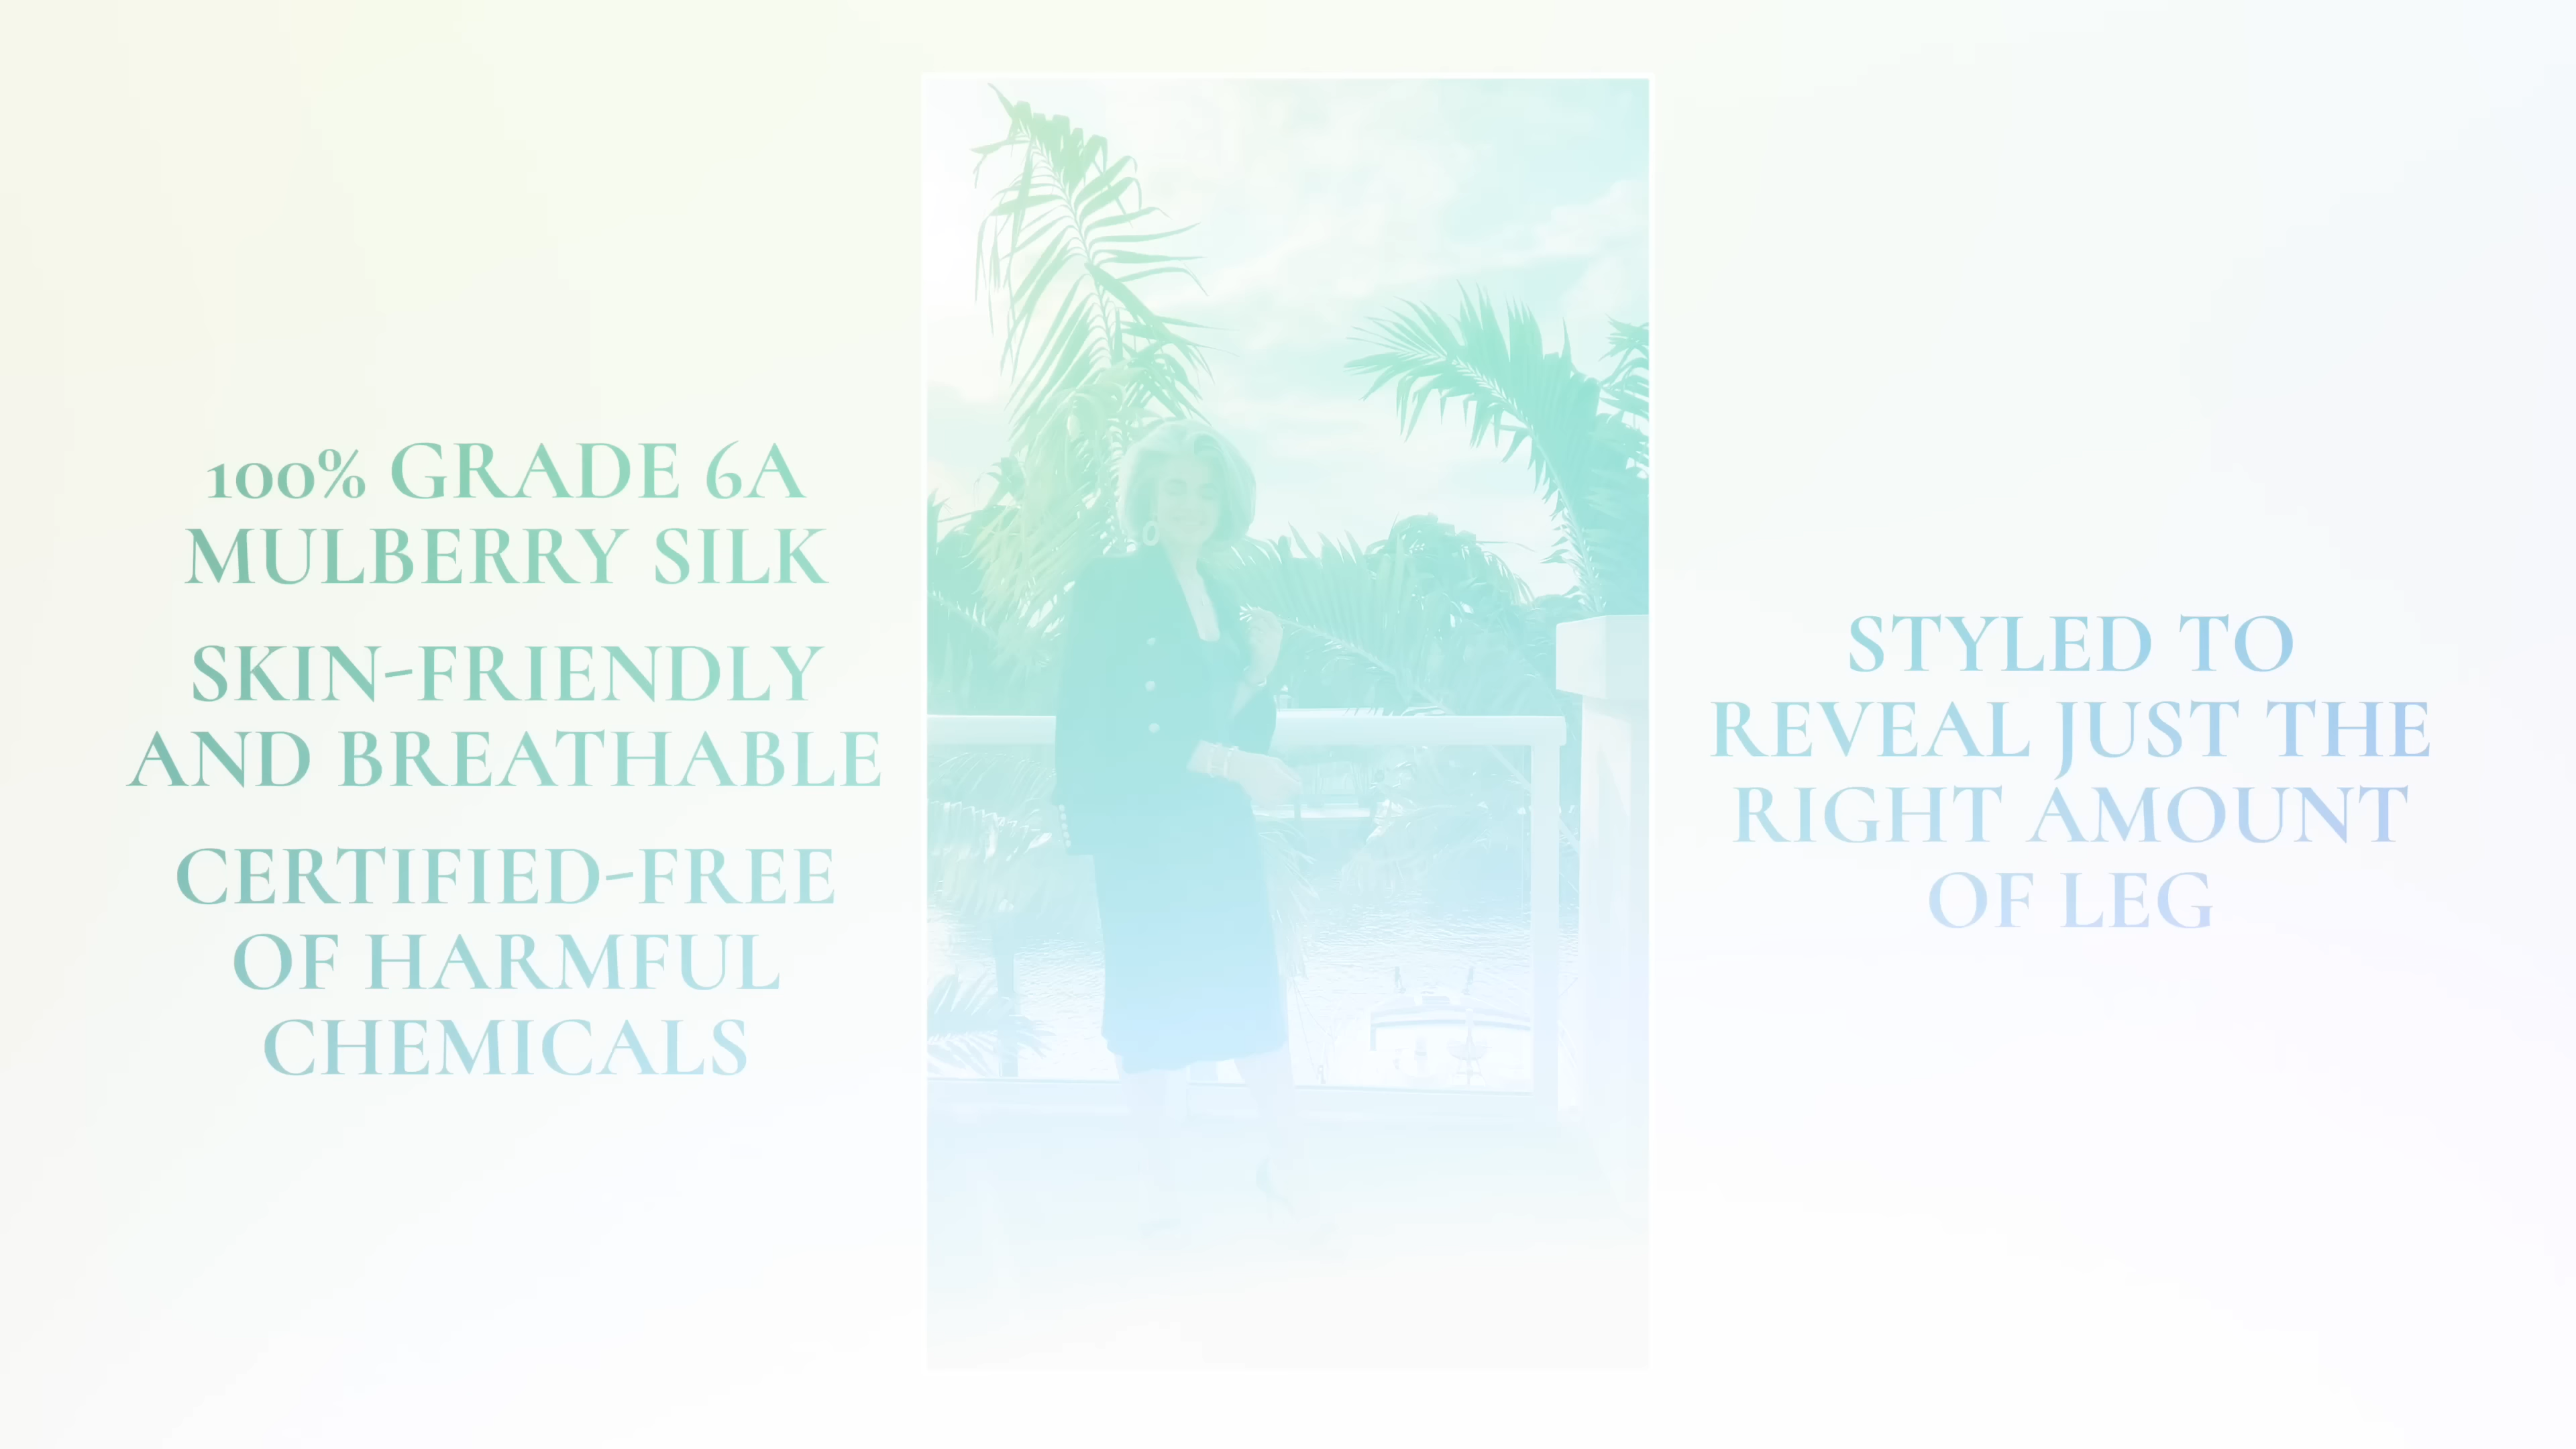 100% GRADE 6A
MULBERRY SILK
SKIN-FRIENDLY
AND BREATHABLE
CERTIFIED-FREE
OF HARMFUL
CHEMICALS
STYLED TO
REVEAL JUST THE
RIGHT AMOUNT
OF LEG